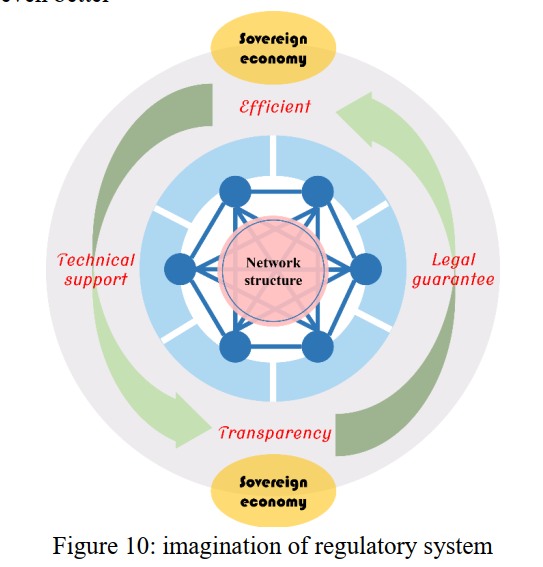 even better
Sovereign
economy
Efficient
Technical
support
Network
structure
Legal
guarantee
Transparency
Sovereign
economy
Figure 10: imagination of regulatory system